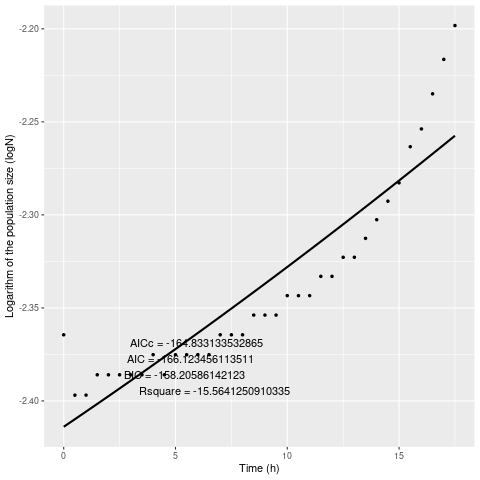 -2.20
-2.25
-2.30
-2.35
-2.40
Logarithm of the population size (logN)
AICc = -164.833133532865
AIC = -166.123456113511
BIC = -158.20586142123
Rsquare = -15.5641250910335
0
5
10
15
Time (h)